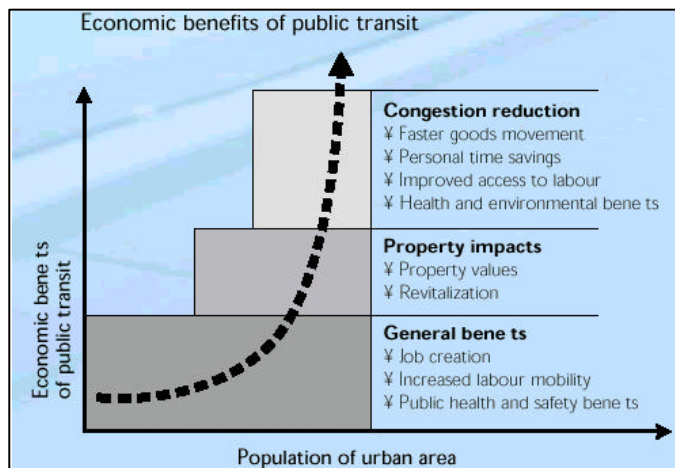 Economic benefits of public transit
Economic bene ts
of public transit
Congestion reduction
¥ Faster goods movement
¥ Personal time savings
¥ Improved access to labour
¥ Health and environmental bene ts
Property impacts
¥ Property values
¥ Revitalization
General bene ts
¥ Job creation
¥ Increased labour mobility
¥ Public health and safety bene ts
Population of urban area